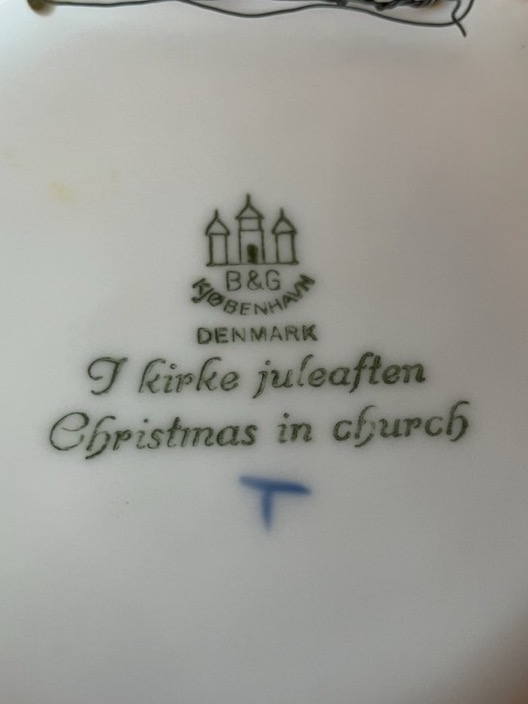 B&G
KJØBENHAVN
DENMARK
I kirke juleaften
Christmas in church
T